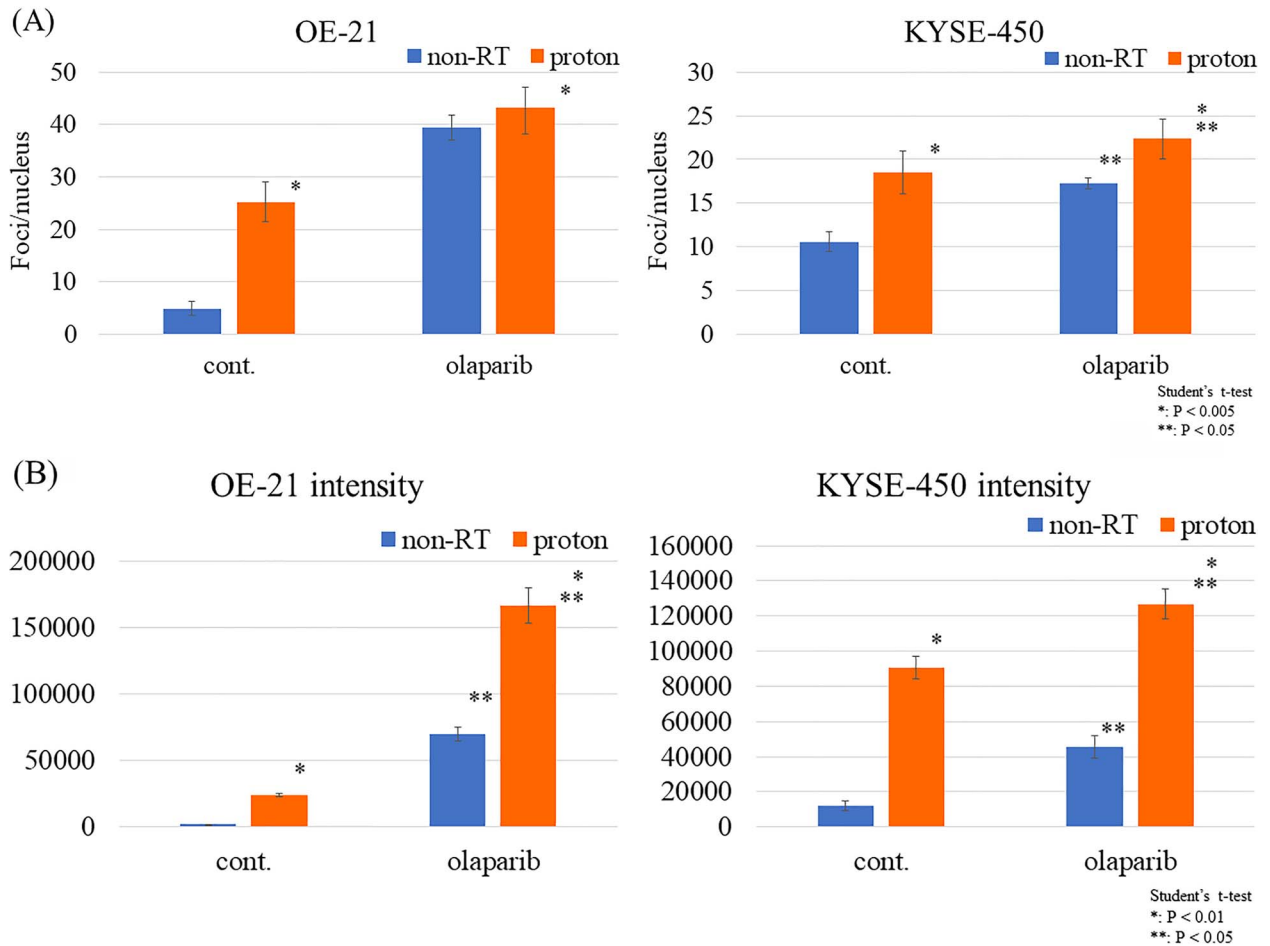 (A)
OE-21
non-RT proton
50
40
30
20
10
0
Foci/nucleus
*
*
cont. olaparib
KYSE-450
non-RT proton
30
25
20
15
10
5
0
Foci/nucleus
*
**
*
**
cont. olaparib
Student's t-test
*: P < 0.005
**: P < 0.05
(B)
OE-21 intensity
non-RT proton
200000
150000
100000
50000
0
*
**
*
**
cont. olaparib
KYSE-450 intensity
non-RT proton
160000
140000
120000
100000
80000
60000
40000
20000
0
*
**
*
**
cont. olaparib
Student's t-test
*: P < 0.01
**: P < 0.05